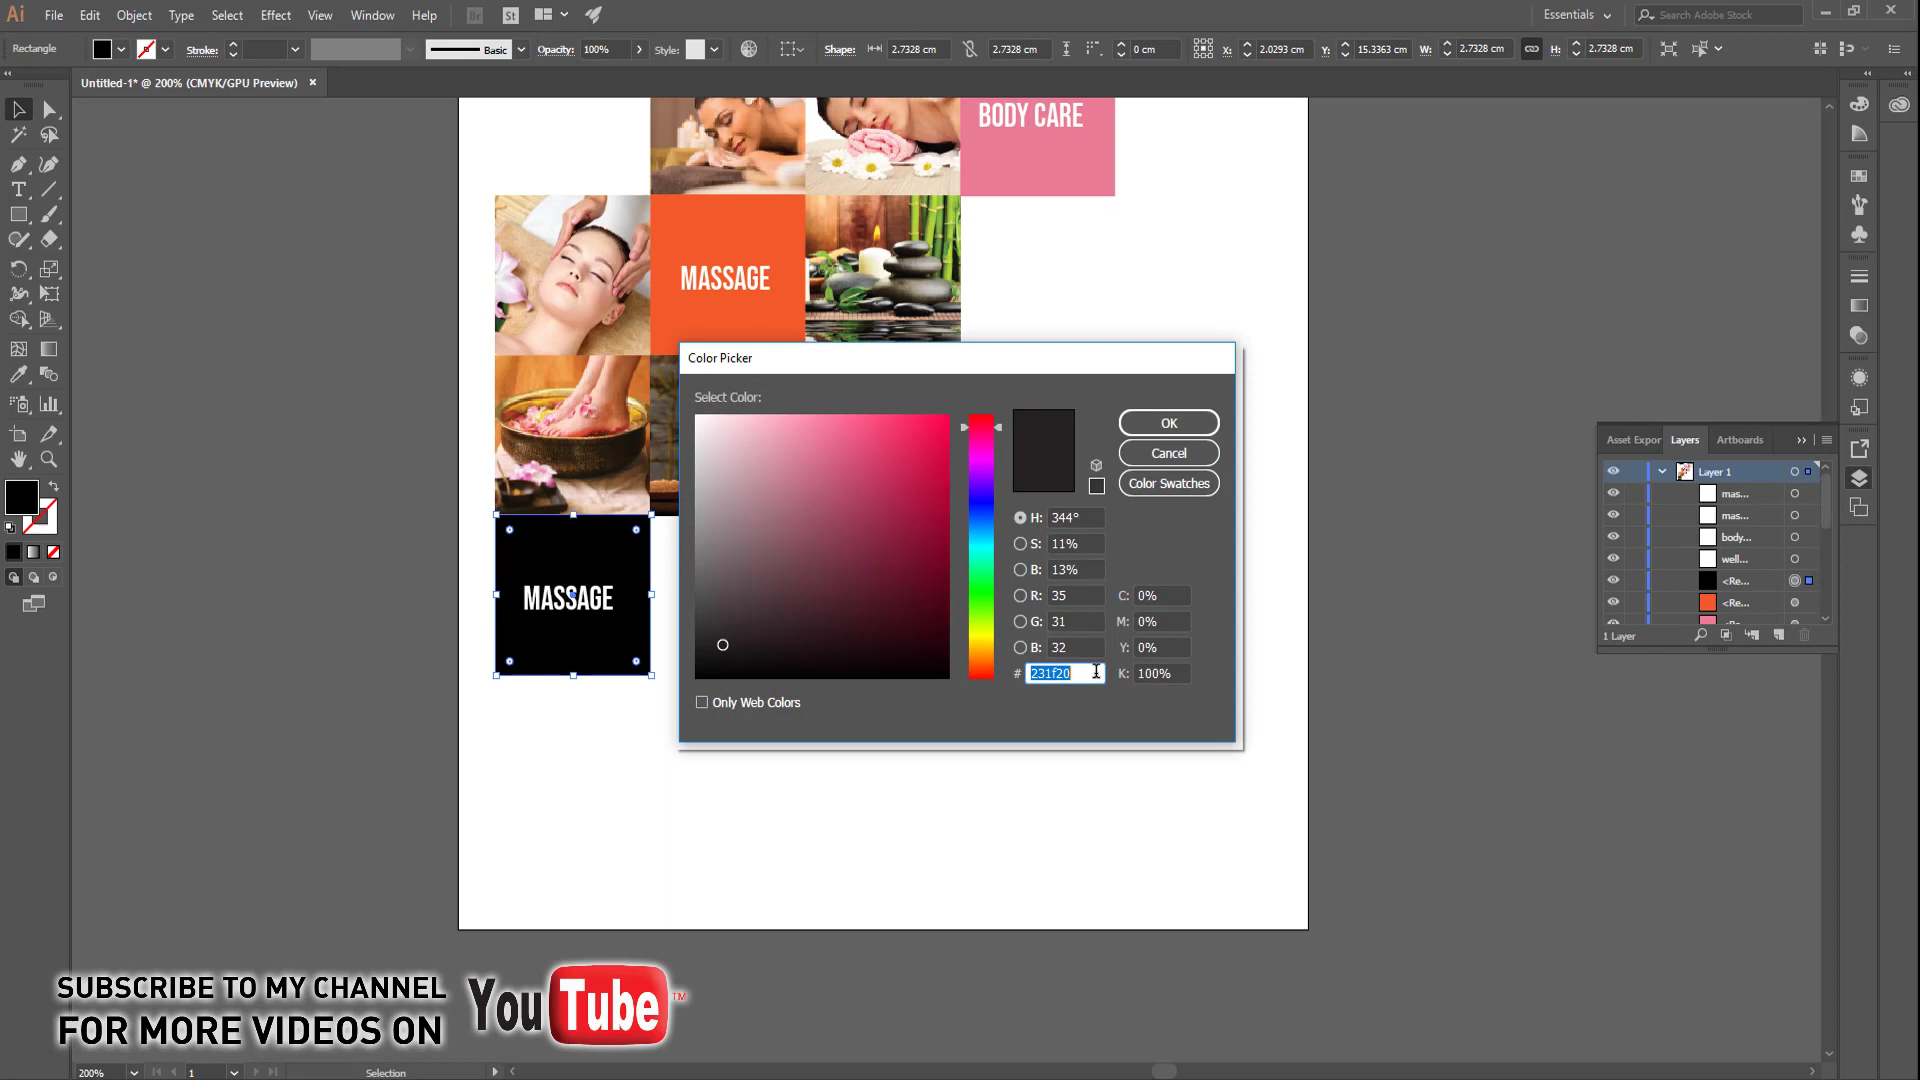 Ai File Edit Object Type Select Effect View Window Help Br St Essentials Search Adobe Stock
Rectangle Stroke: Basic Opacity: 100% Style: Shape: 2.7328 cm 2.7328 cm 0 cm X: 2.0293 cm Y: 15.3363 cm W: 2.7328 cm H: 2.7328 cm
Untitled-1* @ 200% (CMYK/GPU Preview)
BODY CARE
MASSAGE
MASSAGE
Color Picker
Select Color:
OK
Cancel
Color Swatches
H: 344°
S: 11%
B: 13%
R: 35 C: 0%
G: 31 M: 0%
B: 32 Y: 0%
# 231f20 K: 100%
Only Web Colors
Asset Expor Layers Artboards
Layer 1
mas...
mas...
body...
well...
<Re...
<Re...
1 Layer
SUBSCRIBE TO MY CHANNEL
FOR MORE VIDEOS ON
YouTube™
200% 1 Selection